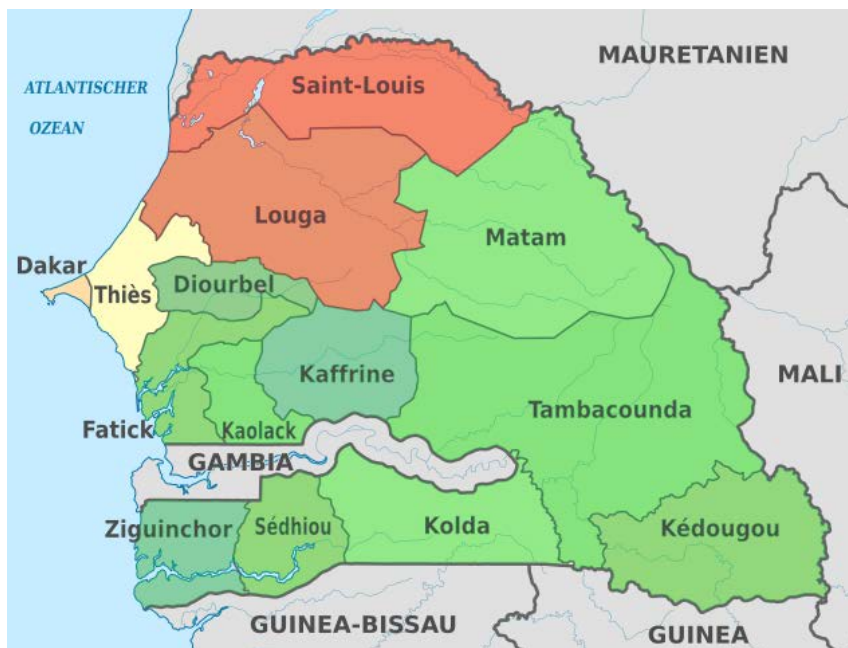 MAURETANIEN
ATLANTISCHER
OZEAN
Saint-Louis
Louga
Matam
Dakar
Thiès
Diourbel
Kaffrine
MALI
Tambacounda
Fatick
Kaolack
GAMBIA
Ziguinchor
Sédhiou
Kolda
Kédougou
GUINEA-BISSAU
GUINEA